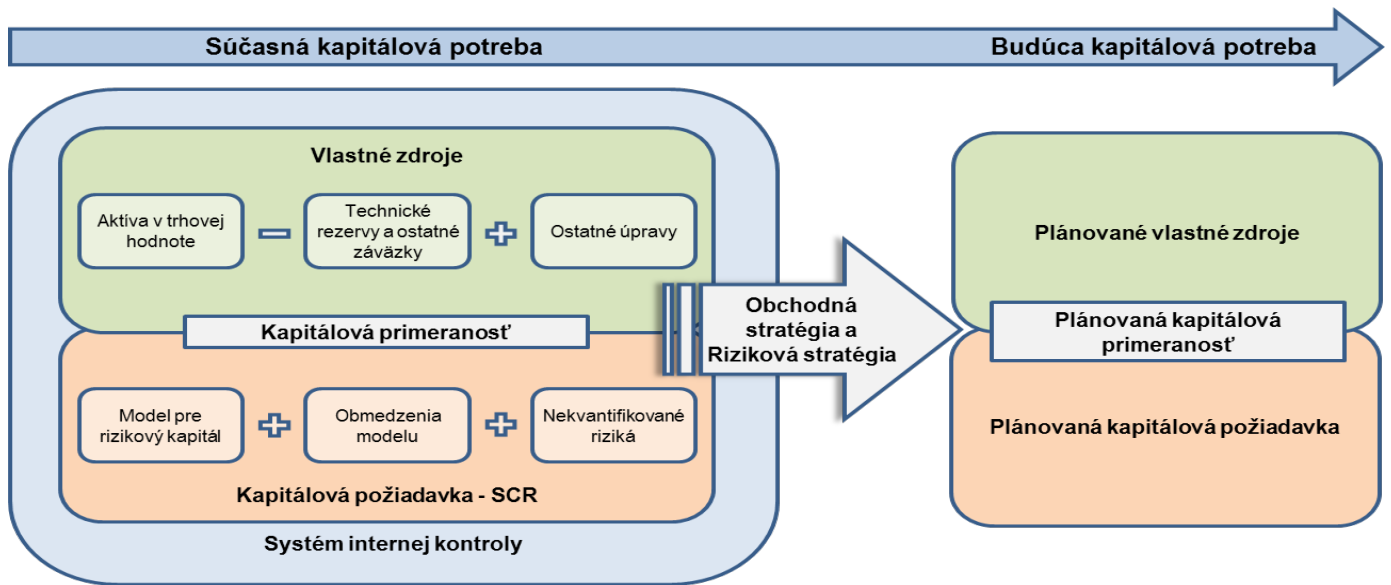 Súčasná kapitálová potreba
Budúca kapitálová potreba
Vlastné zdroje
Aktíva v trhovej
hodnote
Technické
rezervy a ostatné
záväzky
Ostatné úpravy
Kapitálová primeranosť
Model pre
rizikový kapitál
Obmedzenia
modelu
Nekvantifikované
riziká
Kapitálová požiadavka - SCR
Systém internej kontroly
Obchodná
stratégia a
Riziková stratégia
Plánované vlastné zdroje
Plánovaná kapitálová
primeranosť
Plánovaná kapitálová požiadavka